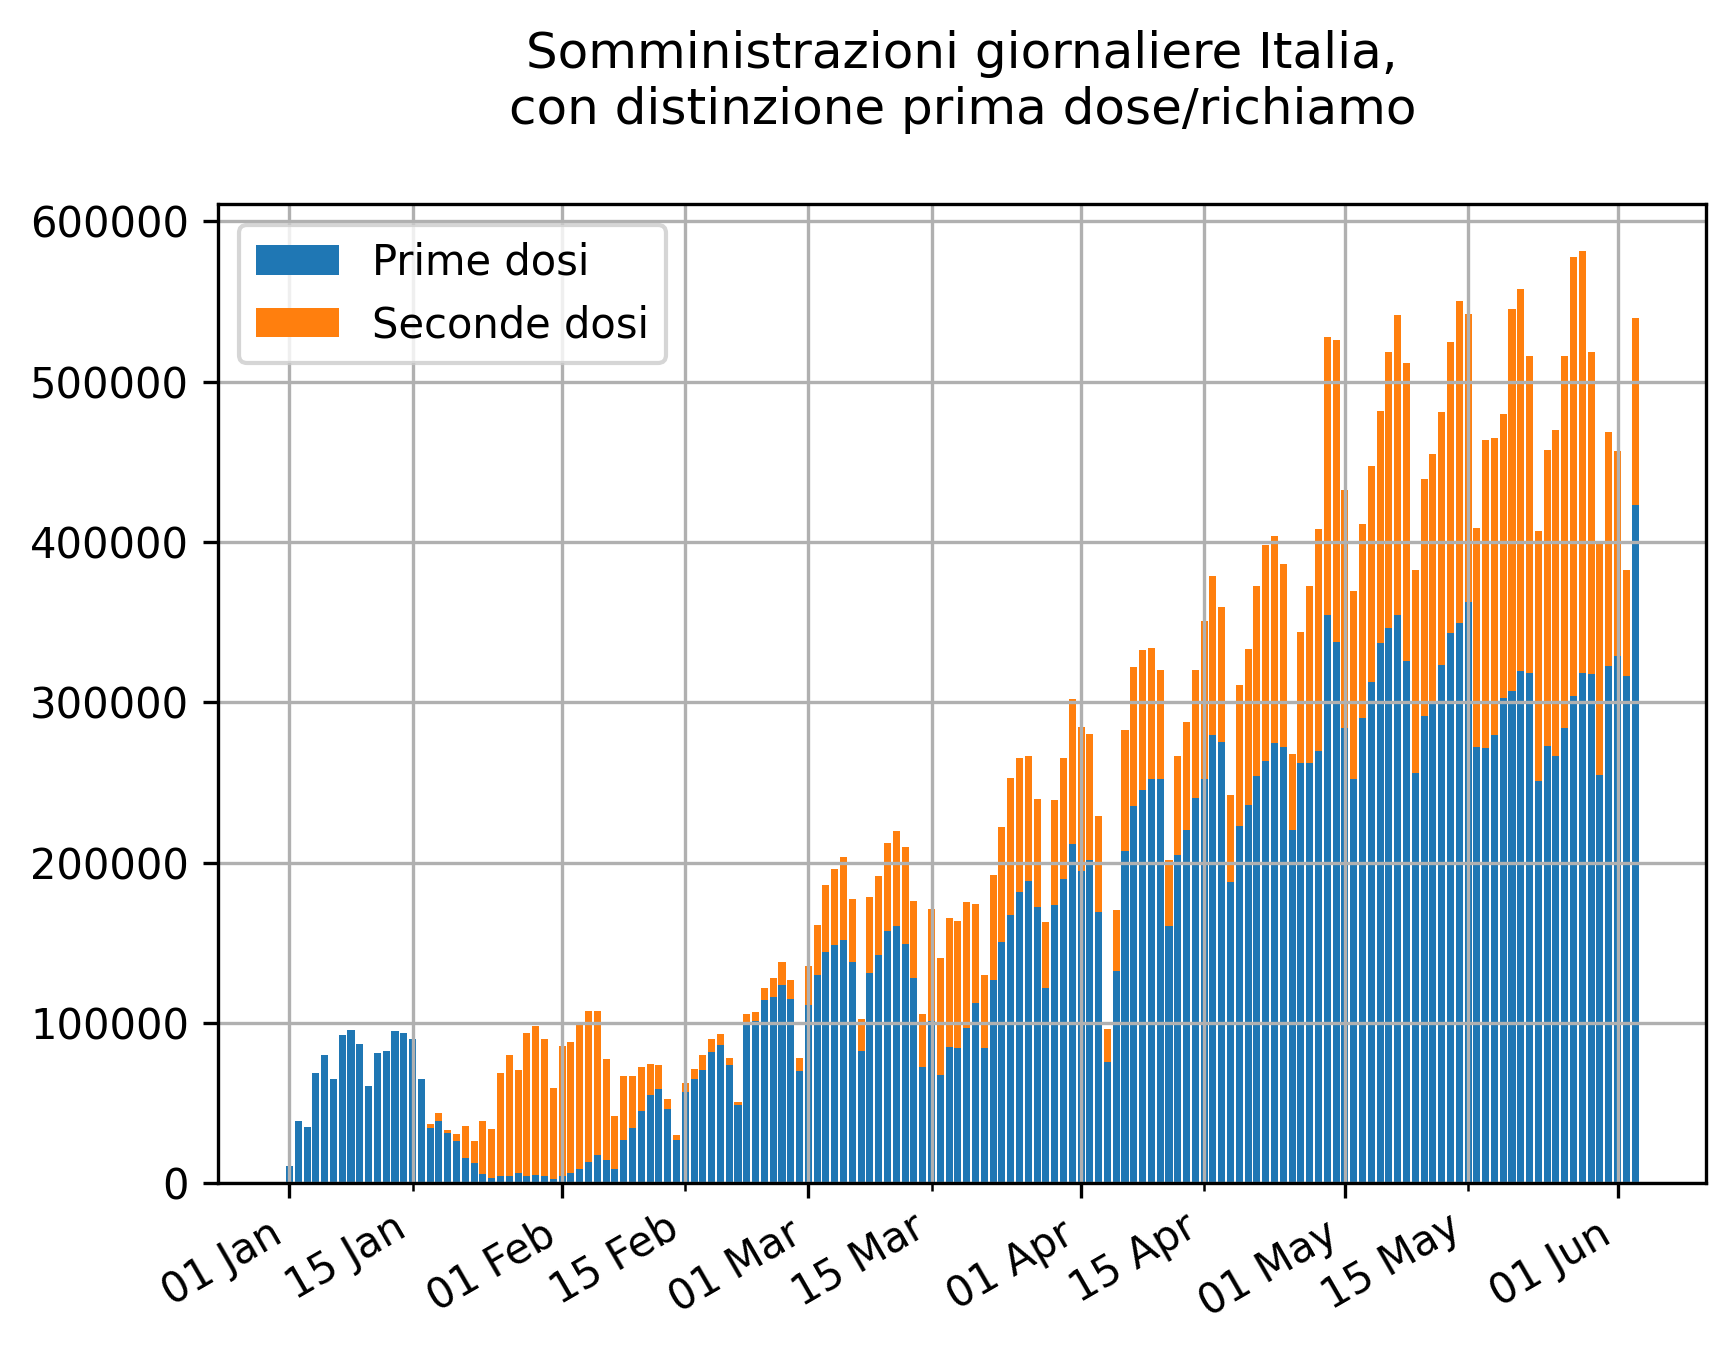 Somministrazioni giornaliere Italia,
con distinzione prima dose/richiamo
600000
500000
400000
300000
200000
100000
0
Prime dosi
Seconde dosi
01 Jan
15 Jan
01 Feb
15 Feb
01 Mar
15 Mar
01 Apr
15 Apr
01 May
15 May
01 Jun